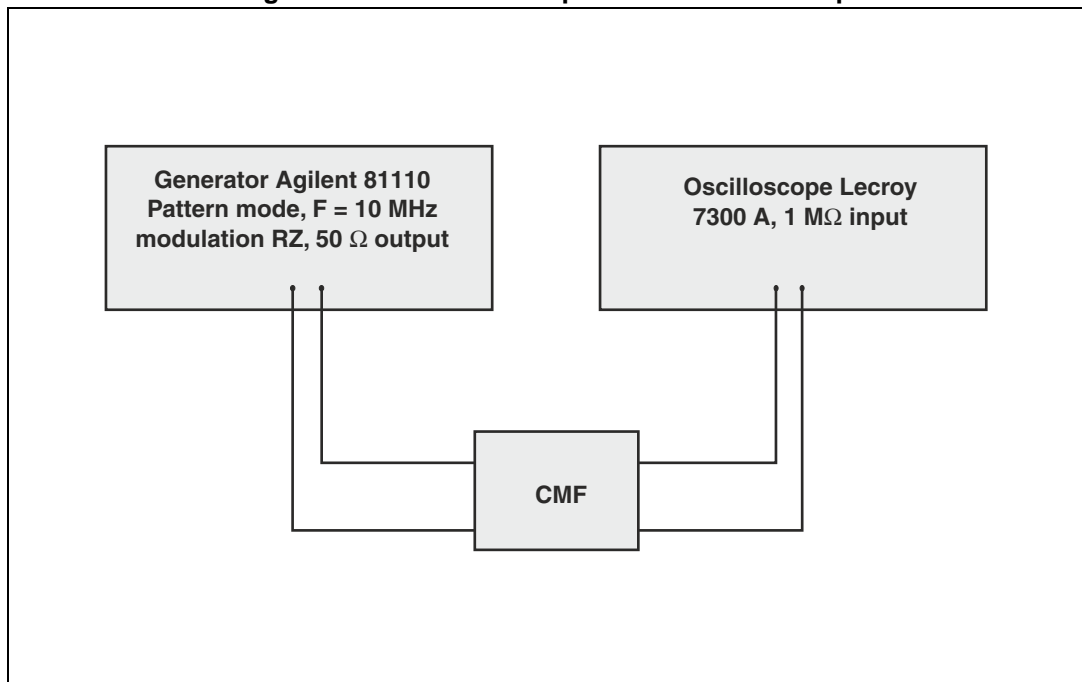 Generator Agilent 81110
Pattern mode, F = 10 MHz
modulation RZ, 50 Ω output
Oscilloscope Lecroy
7300 A, 1 MΩ input
CMF